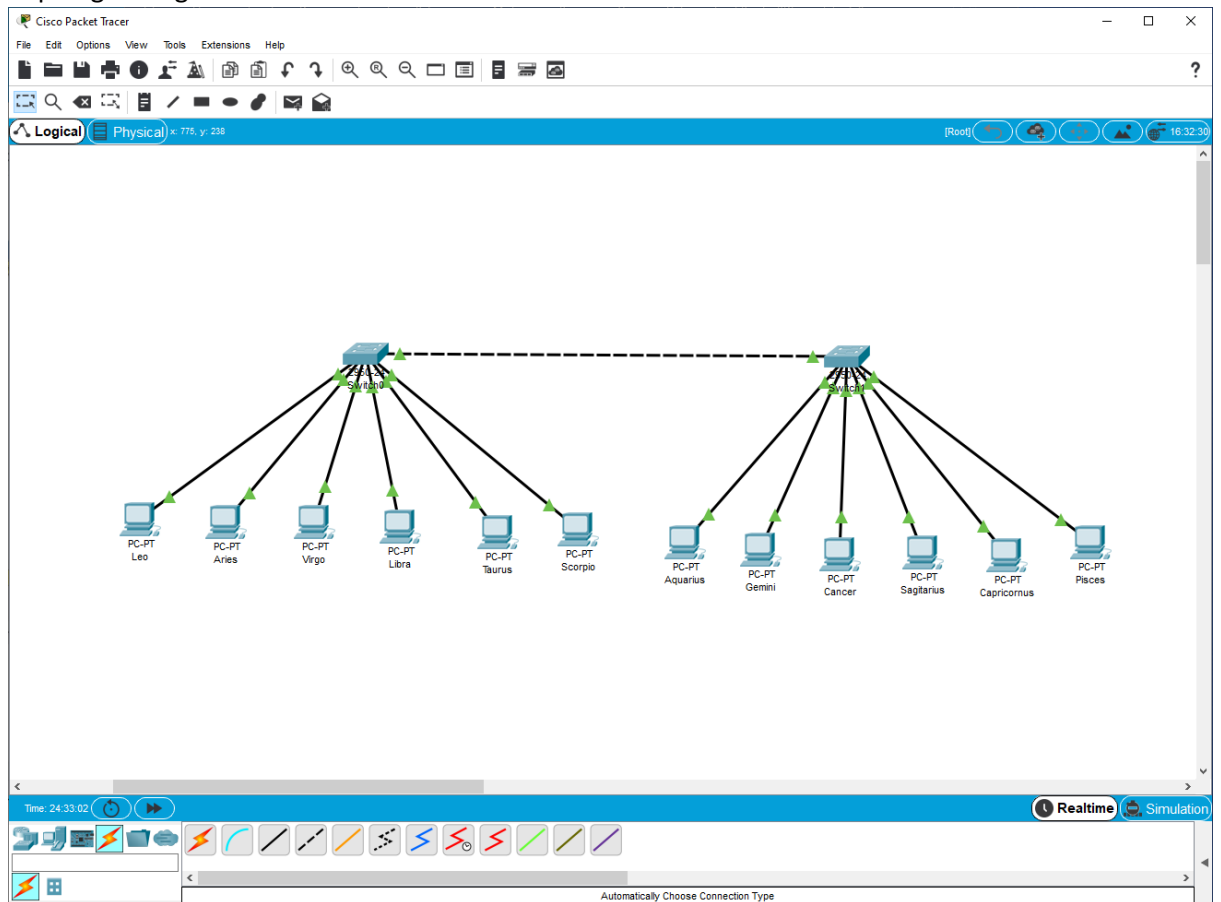 Cisco Packet Tracer
File Edit Options View Tools Extensions Help
?
Logical Physical x: 775, y: 238 [Root] 16:32:30
Switch0
Switch1
PC-PT
Leo
PC-PT
Aries
PC-PT
Virgo
PC-PT
Libra
PC-PT
Taurus
PC-PT
Scorpio
PC-PT
Aquarius
PC-PT
Gemini
PC-PT
Cancer
PC-PT
Sagitarius
PC-PT
Capricornus
PC-PT
Pisces
Time: 24:33:02 Realtime Simulation
Automatically Choose Connection Type